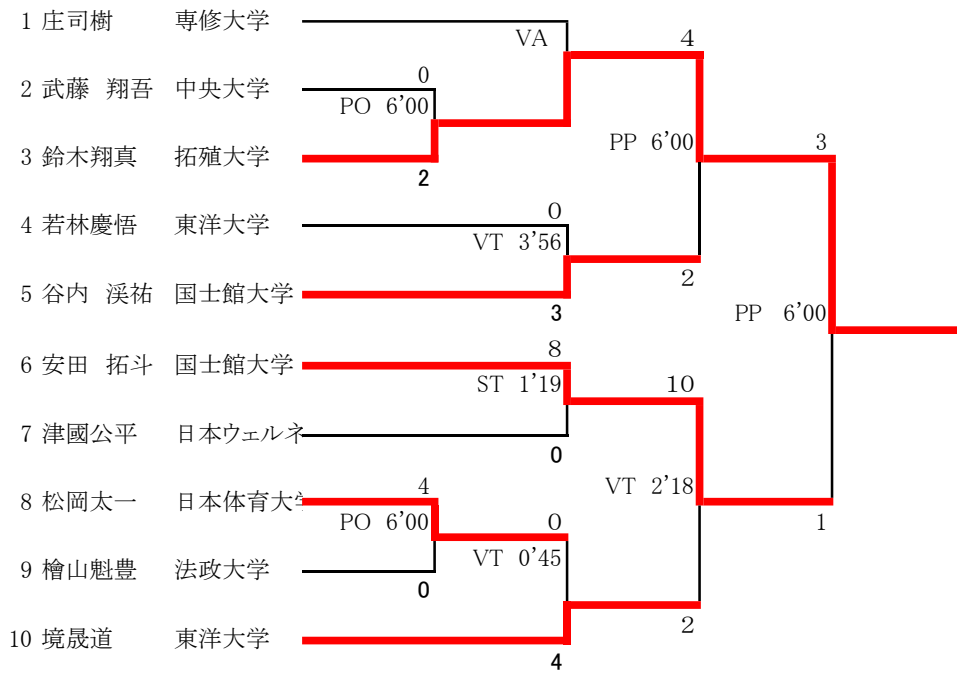 1 庄司樹 専修大学
VA
4
0
2 武藤 翔吾 中央大学
PO 6'00
PP 6'00
3
3 鈴木翔真 拓殖大学
2
0
4 若林慶悟 東洋大学
VT 3'56
2
5 谷内 渓祐 国士館大学
3
PP 6'00
8
6 安田 拓斗 国士館大学
ST 1'19
10
7 津國公平 日本ウェルネ
0
4
VT 2'18
8 松岡太一 日本体育大
PO 6'00
0
1
VT 0'45
9 檜山魁豊 法政大学
0
2
10 境晟道 東洋大学
4